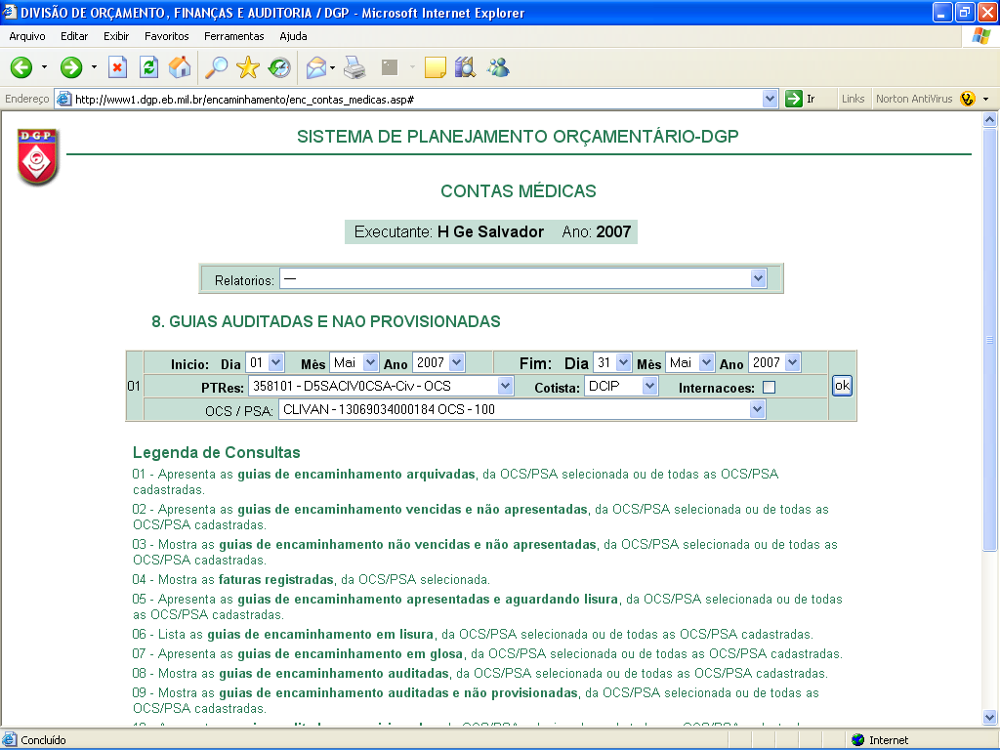 DIVISÃO DE ORÇAMENTO, FINANÇAS E AUDITORIA / DGP - Microsoft Internet Explorer
Arquivo Editar Exibir Favoritos Ferramentas Ajuda
Endereço http://www1.dgp.eb.mil.br/encaminhamento/enc_contas_medicas.asp# Ir Links Norton AntiVirus
DGP
SISTEMA DE PLANEJAMENTO ORÇAMENTÁRIO-DGP
CONTAS MÉDICAS
Executante: H Ge Salvador Ano: 2007
Relatorios: ---
8. GUIAS AUDITADAS E NAO PROVISIONADAS
01
Inicio: Dia 01 Mês Mai Ano 2007 Fim: Dia 31 Mês Mai Ano 2007
PTRes: 358101 - D5SACIV0CSA-Civ - OCS Cotista: DCIP Internacoes: ok
OCS / PSA: CLIVAN - 13069034000184 OCS - 100
Legenda de Consultas
01 - Apresenta as guias de encaminhamento arquivadas, da OCS/PSA selecionada ou de todas as OCS/PSA
cadastradas.
02 - Apresenta as guias de encaminhamento vencidas e não apresentadas, da OCS/PSA selecionada ou de todas as
OCS/PSA cadastradas.
03 - Mostra as guias de encaminhamento não vencidas e não apresentadas, da OCS/PSA selecionada ou de todas as
OCS/PSA cadastradas.
04 - Mostra as faturas registradas, da OCS/PSA selecionada.
05 - Apresenta as guias de encaminhamento apresentadas e aguardando lisura, da OCS/PSA selecionada ou de todas
as OCS/PSA cadastradas.
06 - Lista as guias de encaminhamento em lisura, da OCS/PSA selecionada ou de todas as OCS/PSA cadastradas.
07 - Apresenta as guias de encaminhamento em glosa, da OCS/PSA selecionada ou de todas as OCS/PSA cadastradas.
08 - Mostra as guias de encaminhamento auditadas, da OCS/PSA selecionada ou de todas as OCS/PSA cadastradas.
09 - Mostra as guias de encaminhamento auditadas e não provisionadas, da OCS/PSA selecionada ou de todas as
OCS/PSA cadastradas.
Concluído Internet